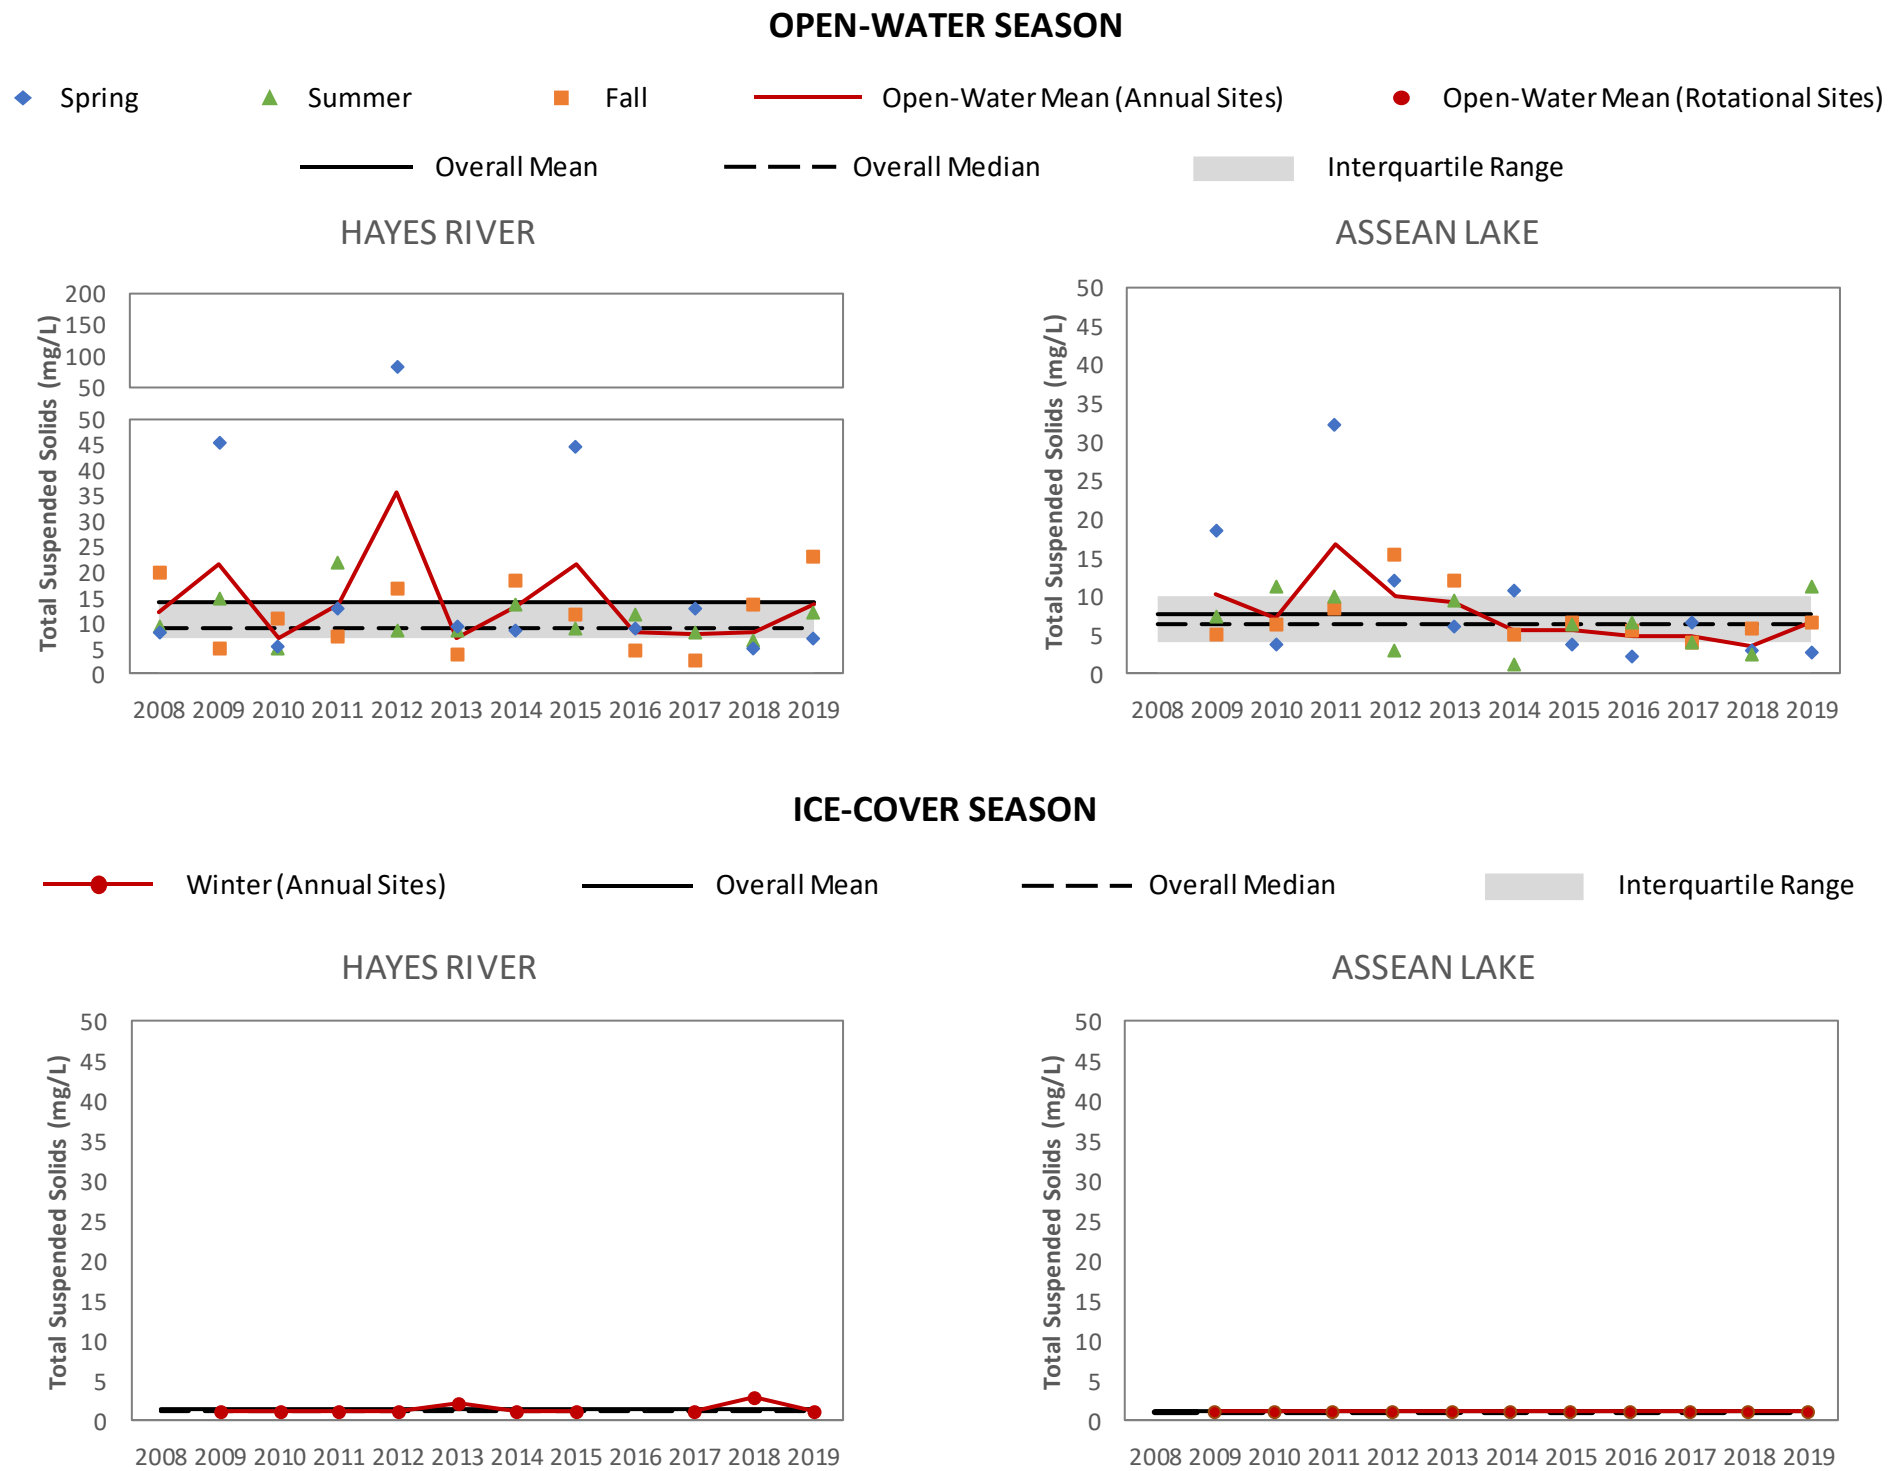 OPEN-WATER SEASON
Spring Summer Fall Open-Water Mean (Annual Sites) Open-Water Mean (Rotational Sites)
Overall Mean Overall Median Interquartile Range
HAYES RIVER
Total Suspended Solids (mg/L)
200
150
100
50
50
45
40
35
30
25
20
15
10
5
0
2008 2009 2010 2011 2012 2013 2014 2015 2016 2017 2018 2019
ASSEAN LAKE
Total Suspended Solids (mg/L)
50
45
40
35
30
25
20
15
10
5
0
2008 2009 2010 2011 2012 2013 2014 2015 2016 2017 2018 2019
ICE-COVER SEASON
Winter (Annual Sites) Overall Mean Overall Median Interquartile Range
HAYES RIVER
Total Suspended Solids (mg/L)
50
45
40
35
30
25
20
15
10
5
0
2008 2009 2010 2011 2012 2013 2014 2015 2016 2017 2018 2019
ASSEAN LAKE
Total Suspended Solids (mg/L)
50
45
40
35
30
25
20
15
10
5
0
2008 2009 2010 2011 2012 2013 2014 2015 2016 2017 2018 2019